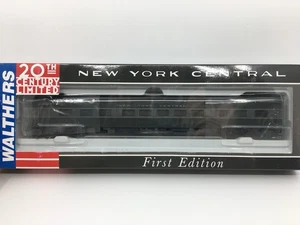 WALTHERS
20TH
CENTURY
LIMITED
NEW YORK CENTRAL
First Edition